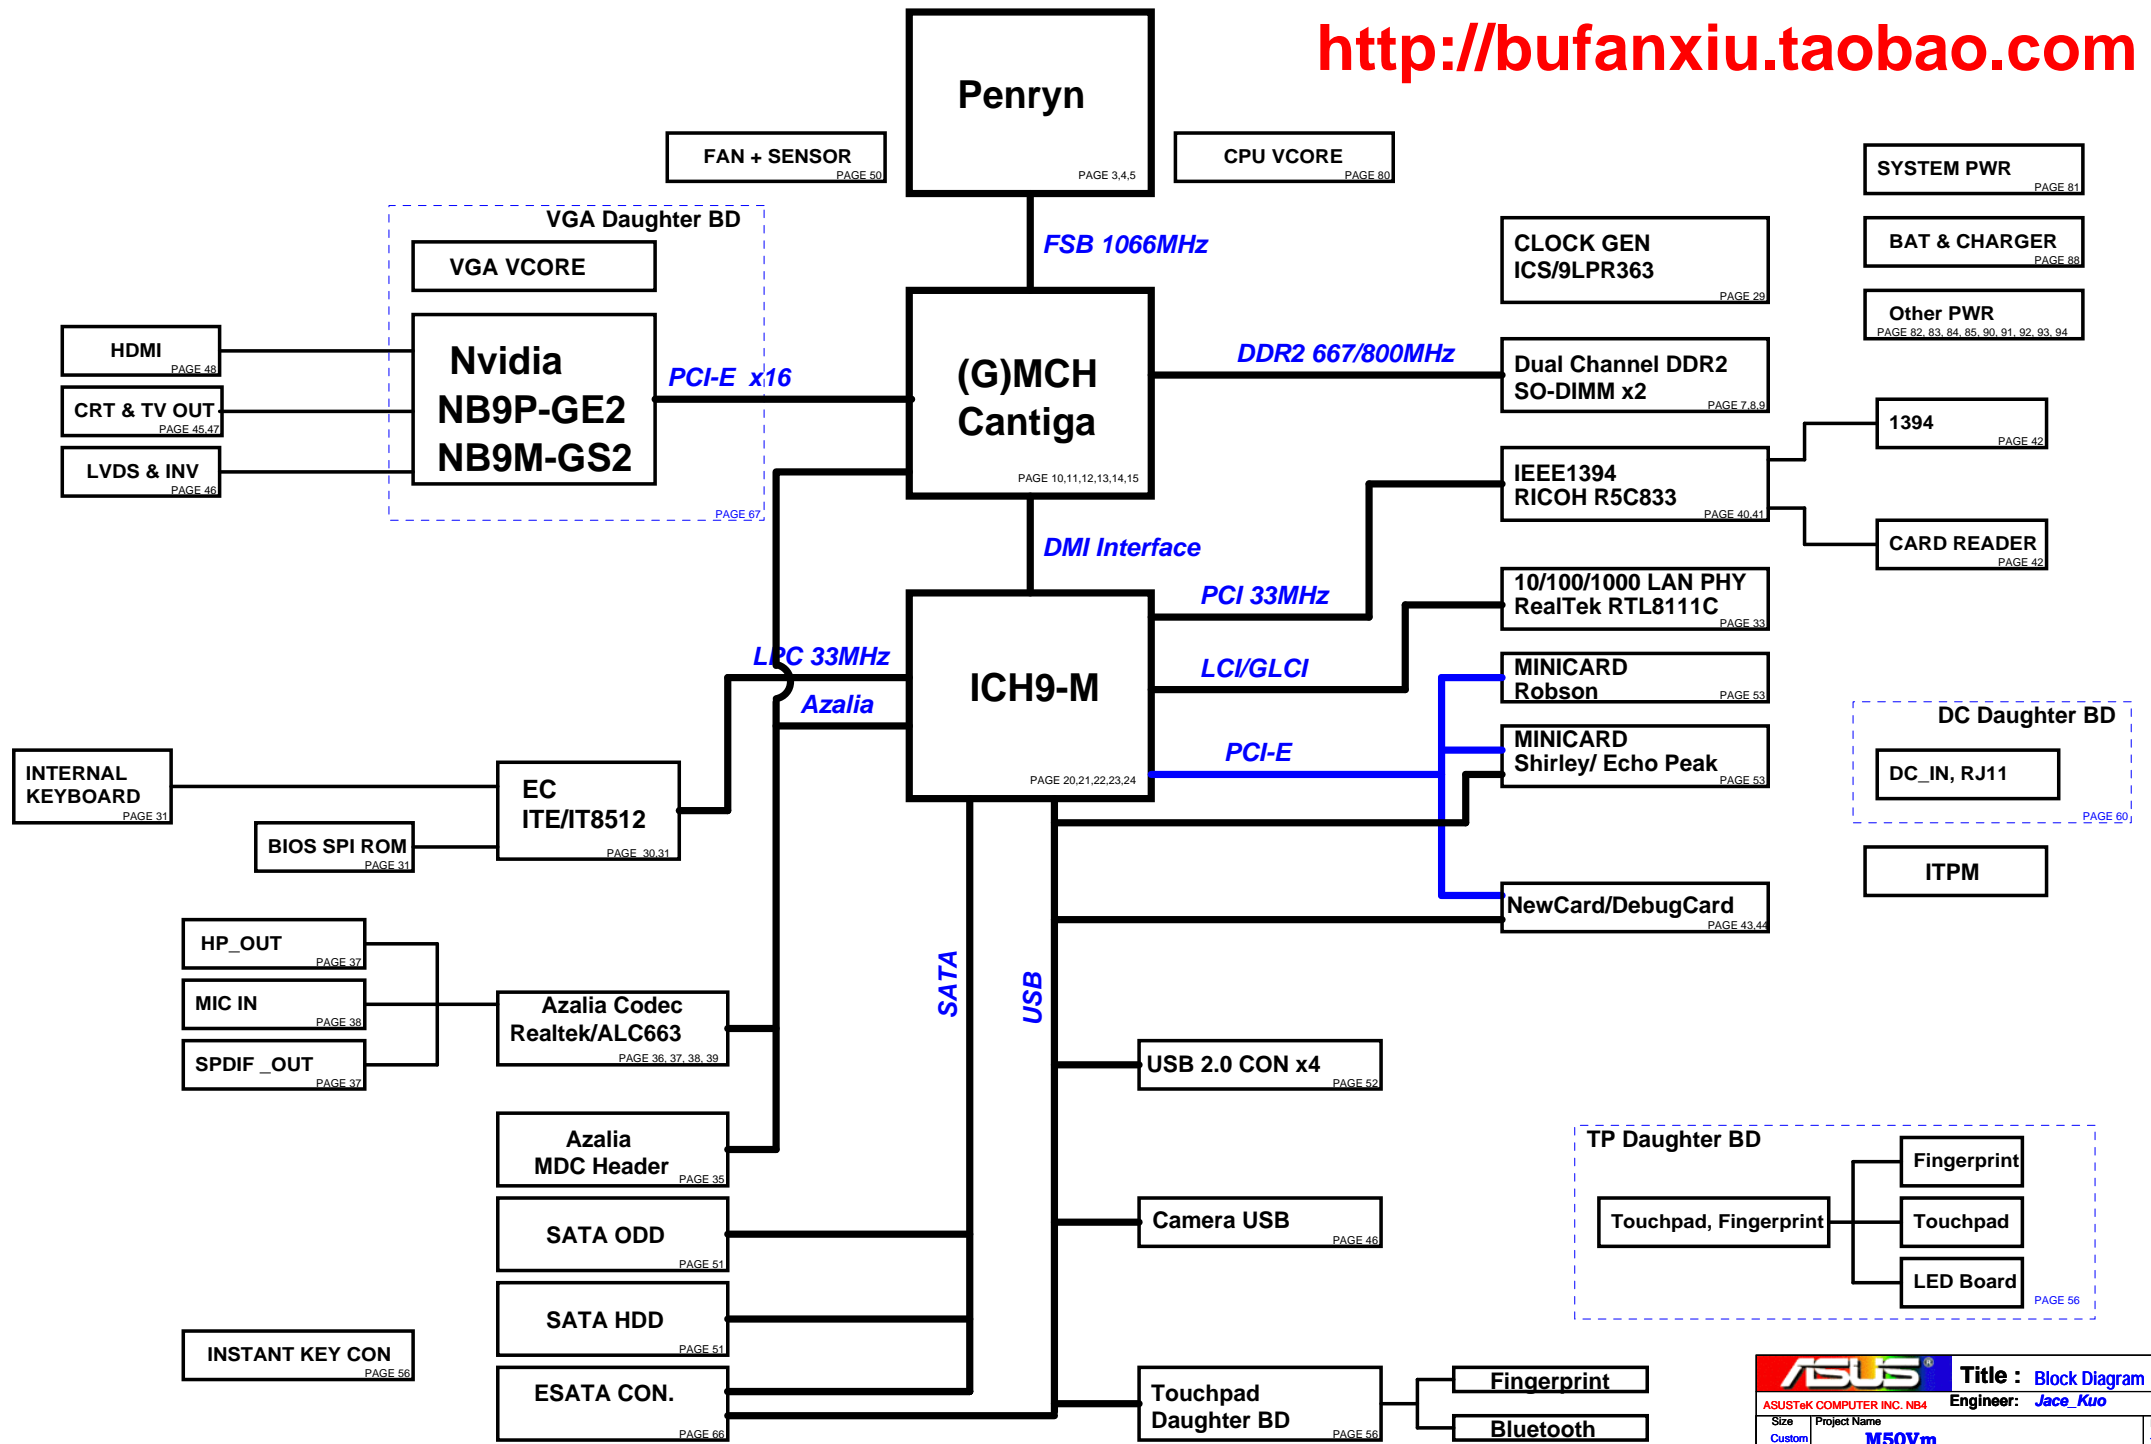 http://bufanxiu.taobao.com
Penryn
PAGE 3,4,5
FAN + SENSOR
PAGE 50
CPU VCORE
PAGE 80
SYSTEM PWR
PAGE 81
BAT & CHARGER
PAGE 88
Other PWR
PAGE 82, 83, 84, 85, 90, 91, 92, 93, 94
VGA Daughter BD
VGA VCORE
Nvidia
NB9P-GE2
NB9M-GS2
PAGE 67
PCI-E x16
HDMI
PAGE 48
CRT & TV OUT
PAGE 45,47
LVDS & INV
PAGE 46
FSB 1066MHz
(G)MCH
Cantiga
PAGE 10,11,12,13,14,15
DDR2 667/800MHz
CLOCK GEN
ICS/9LPR363
PAGE 29
Dual Channel DDR2
SO-DIMM x2
PAGE 7,8,9
IEEE1394
RICOH R5C833
PAGE 40,41
1394
PAGE 42
CARD READER
PAGE 42
DMI Interface
PCI 33MHz
10/100/1000 LAN PHY
RealTek RTL8111C
PAGE 33
LPC 33MHz
Azalia
ICH9-M
PAGE 20,21,22,23,24
LCI/GLCI
PCI-E
MINICARD
Robson
PAGE 53
MINICARD
Shirley/ Echo Peak
PAGE 53
DC Daughter BD
DC_IN, RJ11
PAGE 60
ITPM
NewCard/DebugCard
PAGE 43,44
INTERNAL
KEYBOARD
PAGE 31
EC
ITE/IT8512
PAGE 30,31
BIOS SPI ROM
PAGE 31
HP_OUT
PAGE 37
MIC IN
PAGE 38
SPDIF _OUT
PAGE 37
Azalia Codec
Realtek/ALC663
PAGE 36, 37, 38, 39
SATA
USB
Azalia
MDC Header
PAGE 35
SATA ODD
PAGE 51
SATA HDD
PAGE 51
ESATA CON.
PAGE 66
INSTANT KEY CON
PAGE 56
USB 2.0 CON x4
PAGE 52
Camera USB
PAGE 46
Touchpad
Daughter BD
PAGE 56
Fingerprint
Bluetooth
TP Daughter BD
Touchpad, Fingerprint
Fingerprint
Touchpad
LED Board
PAGE 56
ASUS®
Title : Block Diagram
ASUSTeK COMPUTER INC. NB4
Engineer: Jace_Kuo
Size
Project Name
Custom
M50Vm